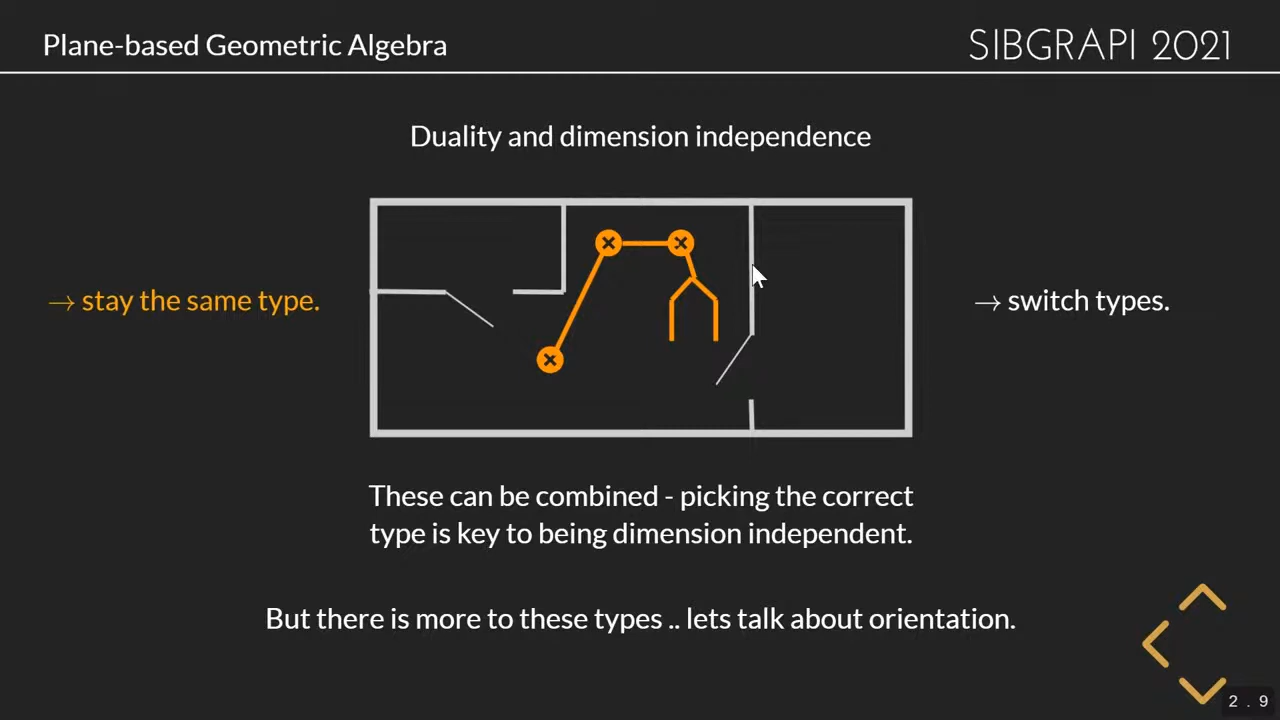 Plane-based Geometric Algebra
SIBGRAPI 2021
Duality and dimension independence
→ stay the same type.
→ switch types.
These can be combined - picking the correct
type is key to being dimension independent.
But there is more to these types .. lets talk about orientation.
2 . 9